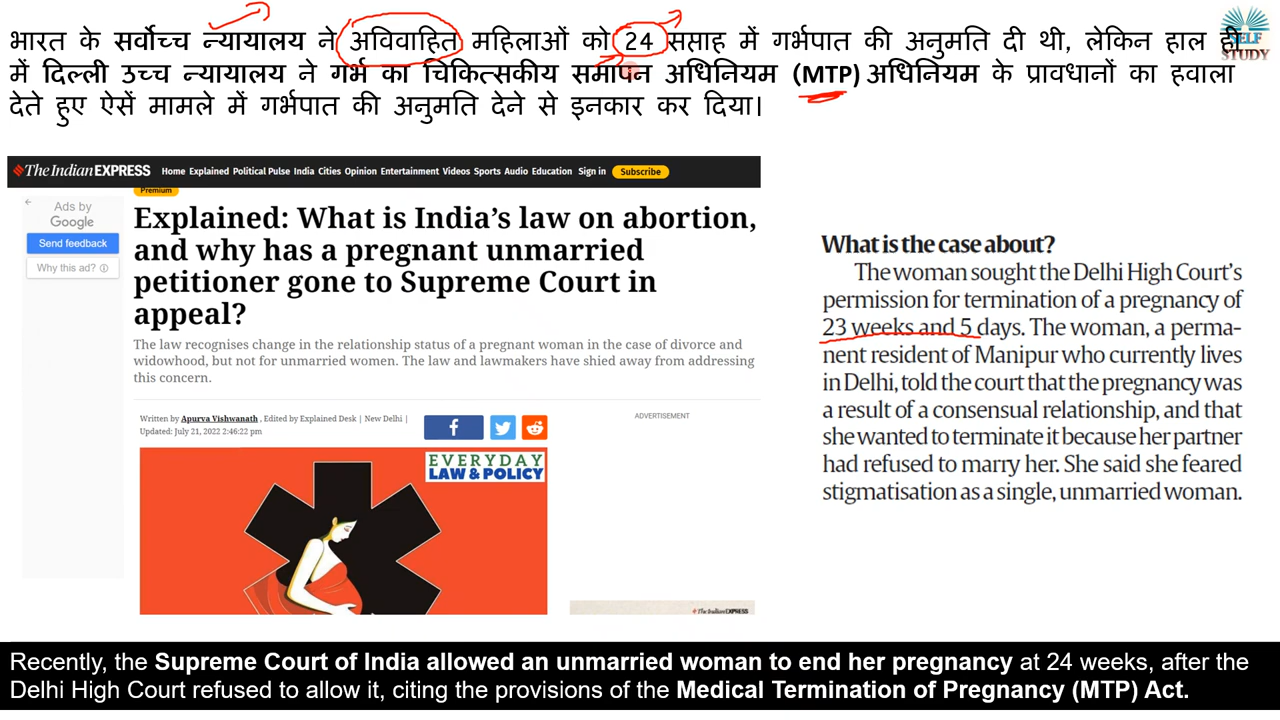 भारत के सर्वोच्च न्यायालय ने अविवाहित महिलाओं को 24 सप्ताह में गर्भपात की अनुमति दी थी, लेकिन हाल ही
में दिल्ली उच्च न्यायालय ने गर्भ का चिकित्सकीय समापन अधिनियम (MTP) अधिनियम के प्रावधानों का हवाला
देते हुए ऐसें मामले में गर्भपात की अनुमति देने से इनकार कर दिया।
SELF
STUDY
The Indian EXPRESS Home Explained Political Pulse India Cities Opinion Entertainment Videos Sports Audio Education Sign in Subscribe
Premium
Ads by
Google
Send feedback
Why this ad?
Explained: What is India's law on abortion,
and why has a pregnant unmarried
petitioner gone to Supreme Court in
appeal?
The law recognises change in the relationship status of a pregnant woman in the case of divorce and
widowhood, but not for unmarried women. The law and lawmakers have shied away from addressing
this concern.
Written by Apurva Vishwanath , Edited by Explained Desk | New Delhi |
Updated: July 21, 2022 2:46:22 pm
ADVERTISEMENT
EVERYDAY
LAW & POLICY
The Indian EXPRESS
What is the case about?
The woman sought the Delhi High Court's
permission for termination of a pregnancy of
23 weeks and 5 days. The woman, a perma-
nent resident of Manipur who currently lives
in Delhi, told the court that the pregnancy was
a result of a consensual relationship, and that
she wanted to terminate it because her partner
had refused to marry her. She said she feared
stigmatisation as a single, unmarried woman.
Recently, the Supreme Court of India allowed an unmarried woman to end her pregnancy at 24 weeks, after the
Delhi High Court refused to allow it, citing the provisions of the Medical Termination of Pregnancy (MTP) Act.